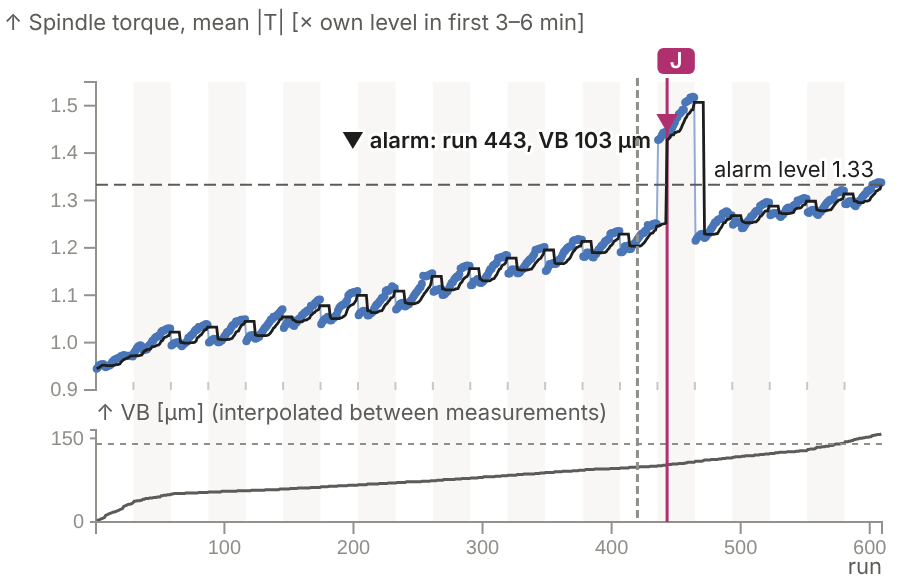 ↑ Spindle torque, mean |T| [× own level in first 3–6 min]
J
1.5
▼ alarm: run 443, VB 103 µm
1.4
alarm level 1.33
1.3
1.2
1.1
1.0
0.9
↑ VB [µm] (interpolated between measurements)
150
0
100 200 300 400 500 600
run